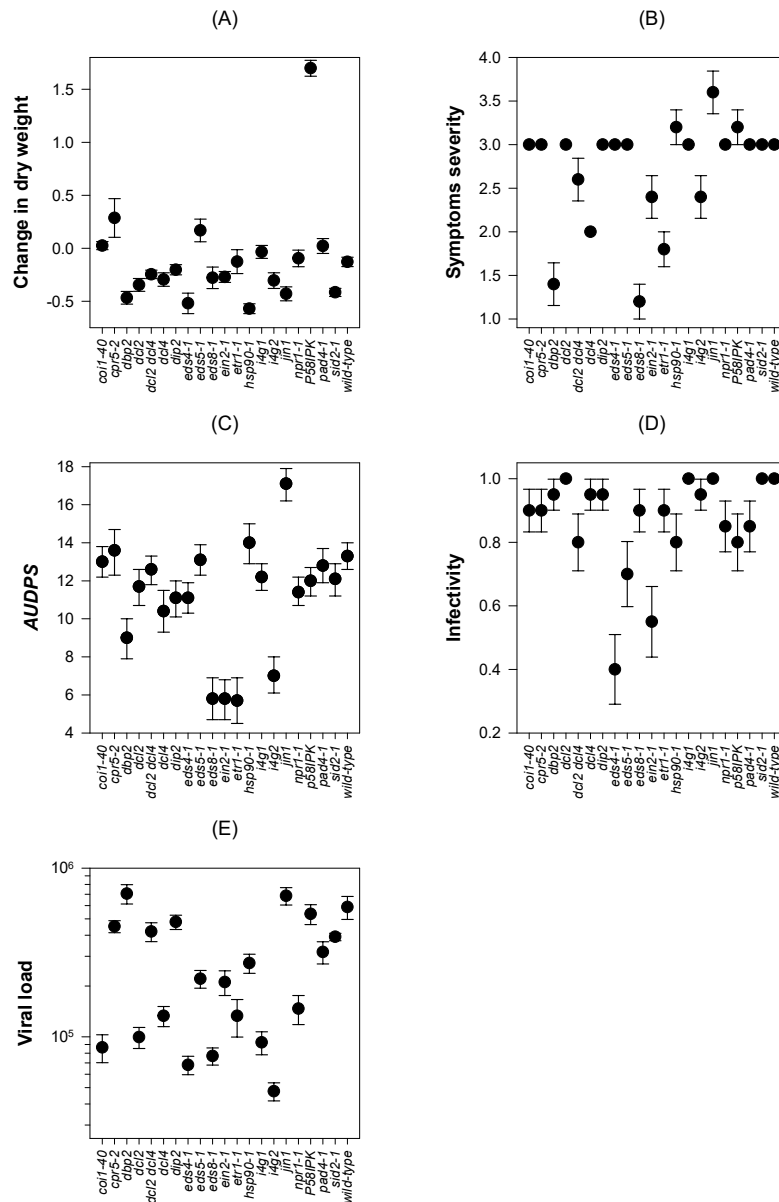 (A)
Change in dry weight
1.5
1.0
0.5
0.0
-0.5
coi1-40
cpr5-2
dbp2
dcl2
dcl2 dcl4
dcl4
dip2
eds4-1
eds5-1
eds8-1
ein2-1
etr1-1
hsp90-1
i4g1
i4g2
jin1
npr1-1
P58IPK
pad4-1
sid2-1
wild-type
(B)
Symptoms severity
4.0
3.5
3.0
2.5
2.0
1.5
1.0
coi1-40
cpr5-2
dbp2
dcl2
dcl2 dcl4
dcl4
dip2
eds4-1
eds5-1
eds8-1
ein2-1
etr1-1
hsp90-1
i4g1
i4g2
jin1
npr1-1
P58IPK
pad4-1
sid2-1
wild-type
(C)
AUDPS
18
16
14
12
10
8
6
4
coi1-40
cpr5-2
dbp2
dcl2
dcl2 dcl4
dcl4
dip2
eds4-1
eds5-1
eds8-1
ein2-1
etr1-1
hsp90-1
i4g1
i4g2
jin1
npr1-1
p58IPK
pad4-1
sid2-1
wild-type
(D)
Infectivity
1.0
0.8
0.6
0.4
0.2
coi1-40
cpr5-2
dbp2
dcl2
dcl2 dcl4
dcl4
dip2
eds4-1
eds5-1
eds8-1
ein2-1
etr1-1
hsp90-1
i4g1
i4g2
jin1
npr1-1
p58IPK
pad4-1
sid2-1
wild-type
(E)
Viral load
10⁶
10⁵
coi1-40
cpr5-2
dbp2
dcl2
dcl2 dcl4
dcl4
dip2
eds4-1
eds5-1
eds8-1
ein2-1
etr1-1
hsp90-1
i4g1
i4g2
jin1
npr1-1
P58IPK
pad4-1
sid2-1
wild-type